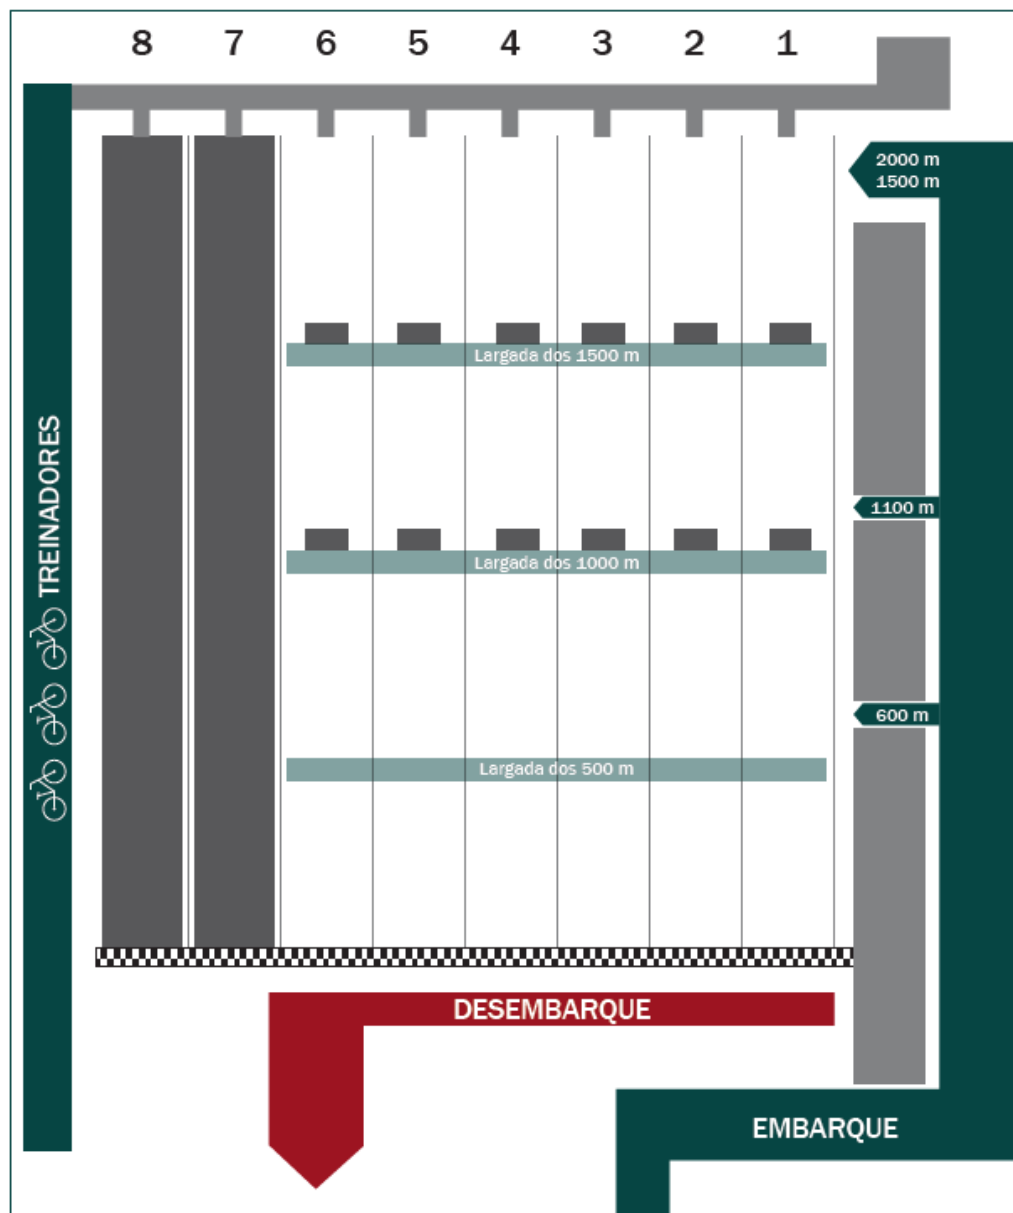 8 7 6 5 4 3 2 1
2000 m
1500 m
Largada dos 1500 m
TREINADORES
1100 m
Largada dos 1000 m
600 m
Largada dos 500 m
DESEMBARQUE
EMBARQUE